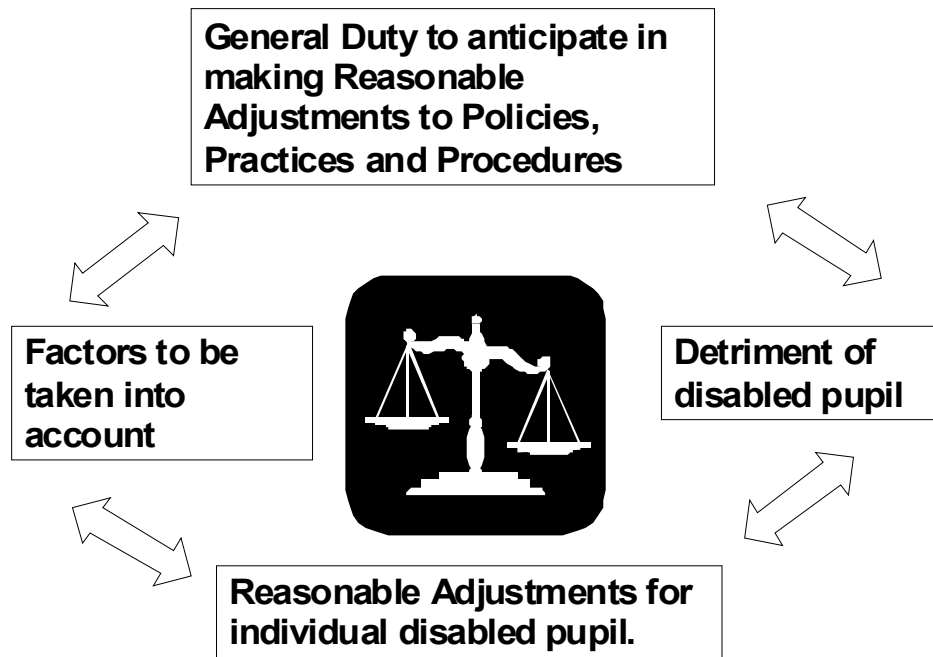 General Duty to anticipate in
making Reasonable
Adjustments to Policies,
Practices and Procedures
Factors to be
taken into
account
Detriment of
disabled pupil
Reasonable Adjustments for
individual disabled pupil.